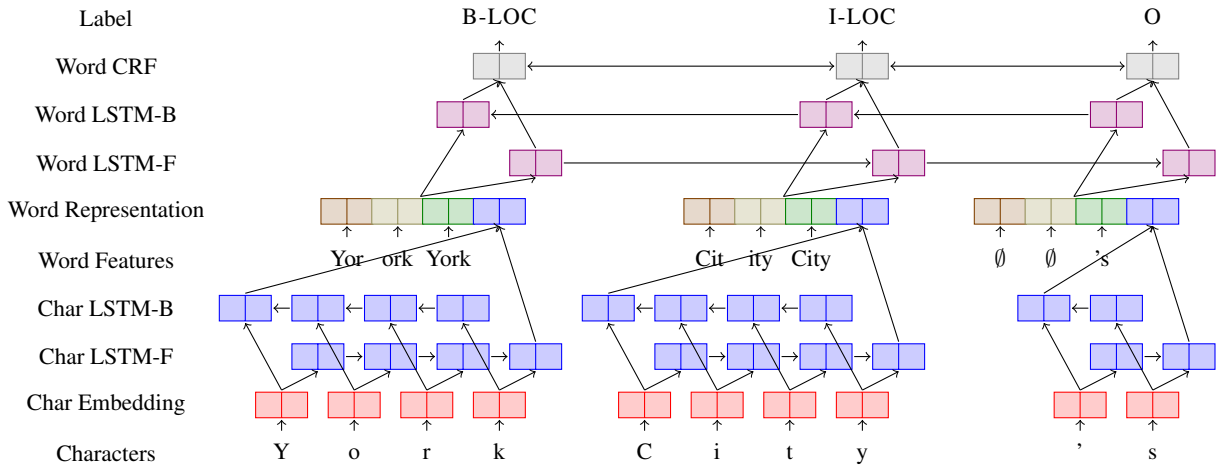 Label B-LOC I-LOC O
Word CRF
Word LSTM-B
Word LSTM-F
Word Representation
Word Features Yor ork York Cit ity City ∅ ∅ 's
Char LSTM-B
Char LSTM-F
Char Embedding
Characters Y o r k C i t y ' s